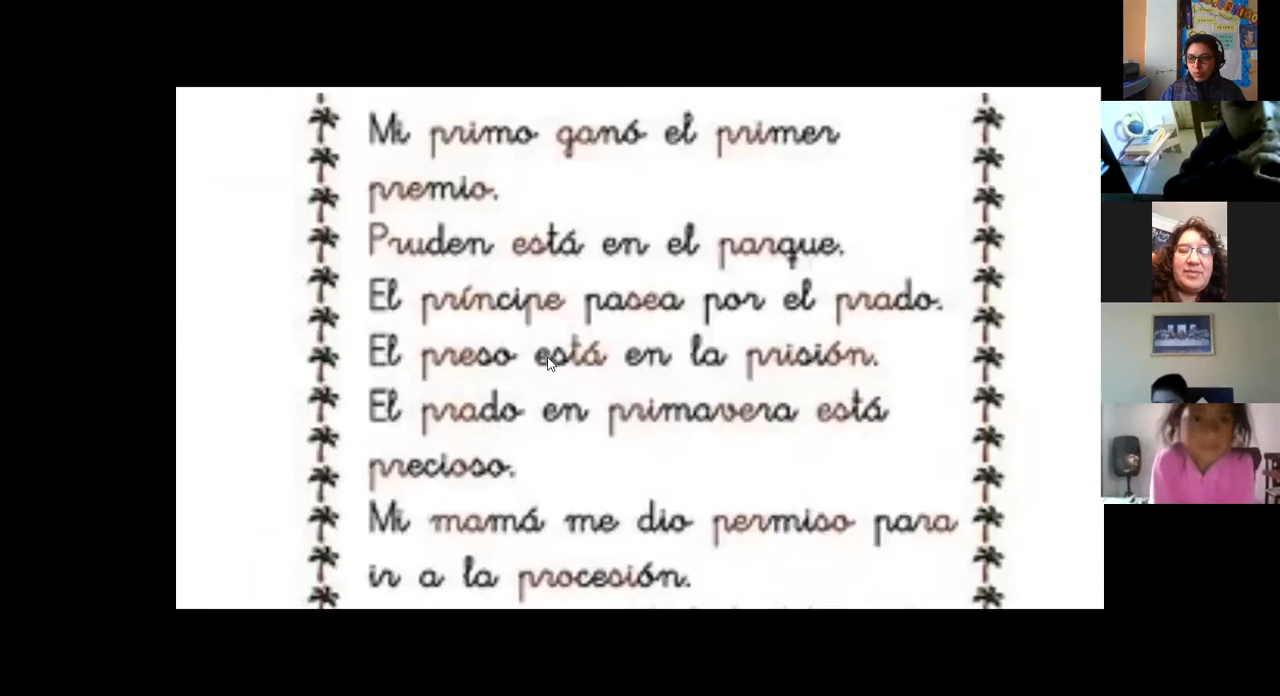 Mi primo ganó el primer
premio.
Pruden está en el parque.
El príncipe pasea por el prado.
El preso está en la prisión.
El prado en primavera está
precioso.
Mi mamá me dio permiso para
ir a la procesión.